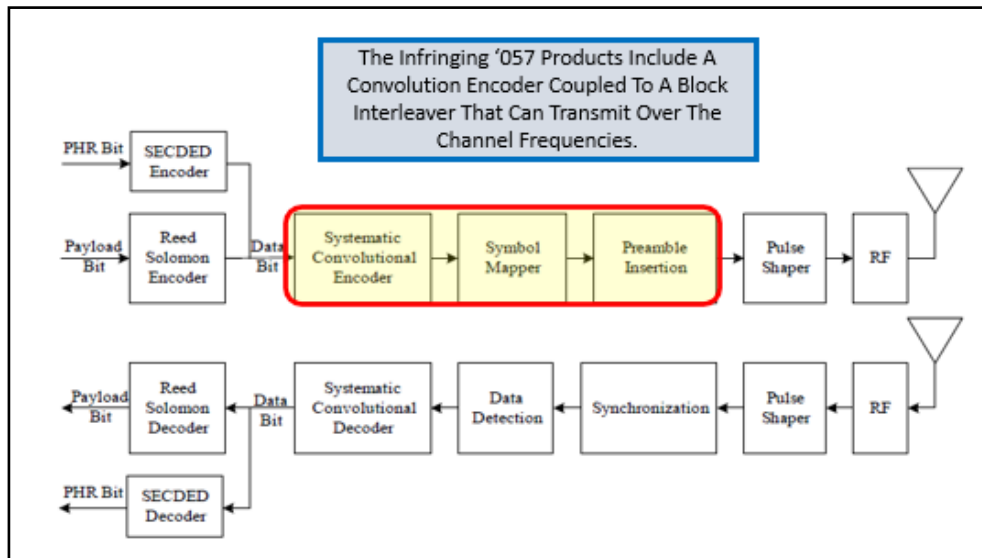 The Infringing ‘057 Products Include A
Convolution Encoder Coupled To A Block
Interleaver That Can Transmit Over The
Channel Frequencies.
PHR Bit
SECDED
Encoder
Payload
Bit
Reed
Solomon
Encoder
Data
Bit
Systematic
Convolutional
Encoder
Symbol
Mapper
Preamble
Insertion
Pulse
Shaper
RF
Payload
Bit
Reed
Solomon
Decoder
Data
Bit
Systematic
Convolutional
Decoder
Data
Detection
Synchronization
Pulse
Shaper
RF
PHR Bit
SECDED
Decoder